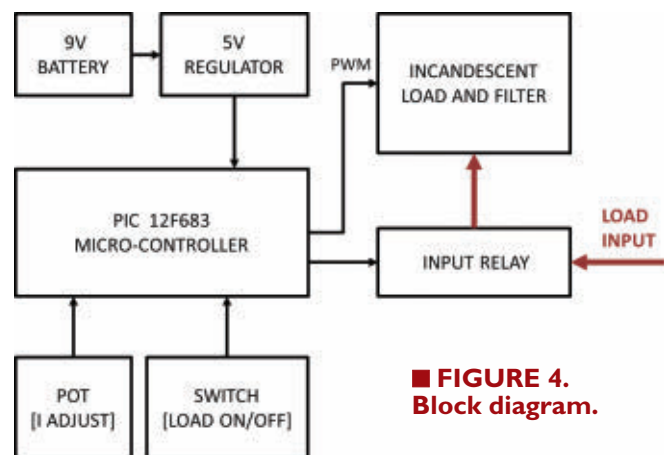 9V
BATTERY
5V
REGULATOR
PWM
INCANDESCENT
LOAD AND FILTER
PIC 12F683
MICRO-CONTROLLER
LOAD
INPUT
INPUT RELAY
POT
[I ADJUST]
SWITCH
[LOAD ON/OFF]
■ FIGURE 4.
Block diagram.